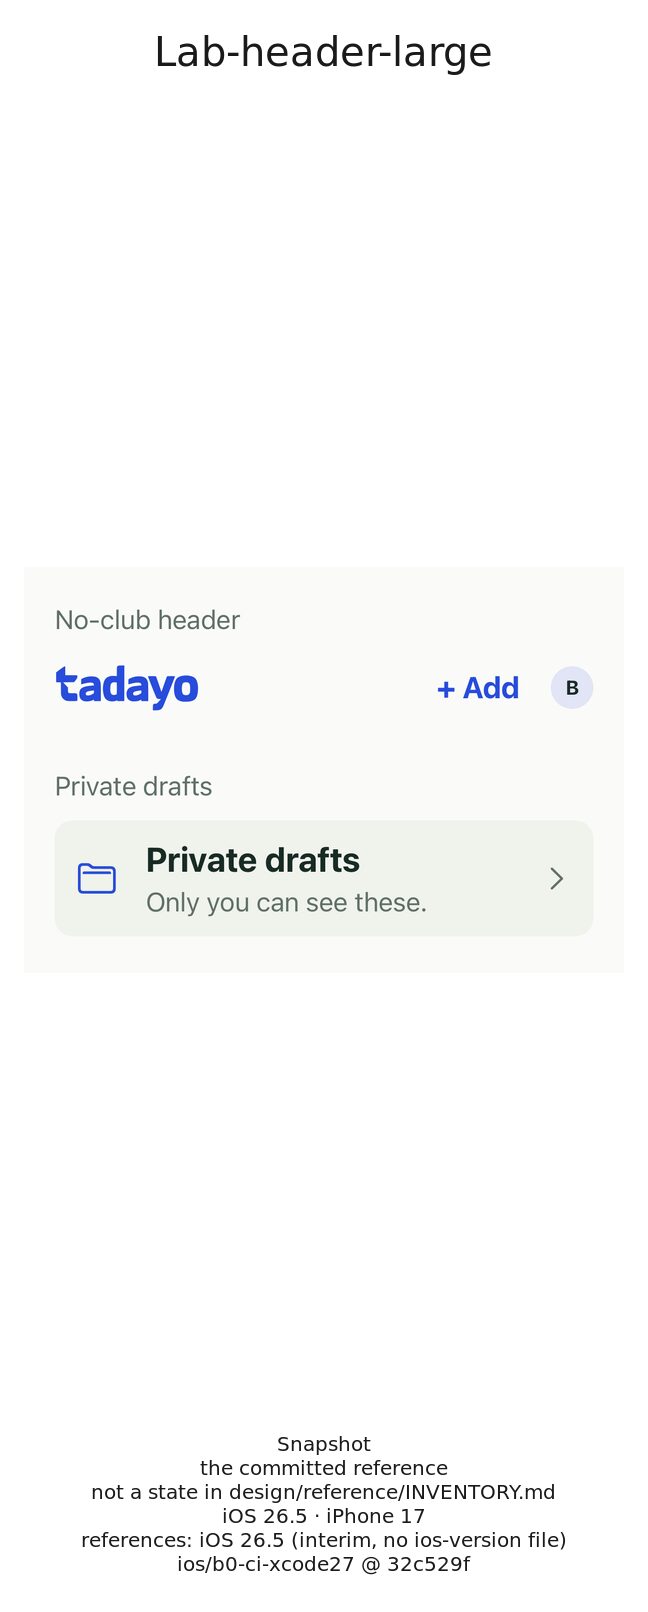 Lab-header-large
No-club header
tadayo
+ Add
B
Private drafts
Private drafts
Only you can see these.
Snapshot
the committed reference
not a state in design/reference/INVENTORY.md
iOS 26.5 · iPhone 17
references: iOS 26.5 (interim, no ios-version file)
ios/b0-ci-xcode27 @ 32c529f